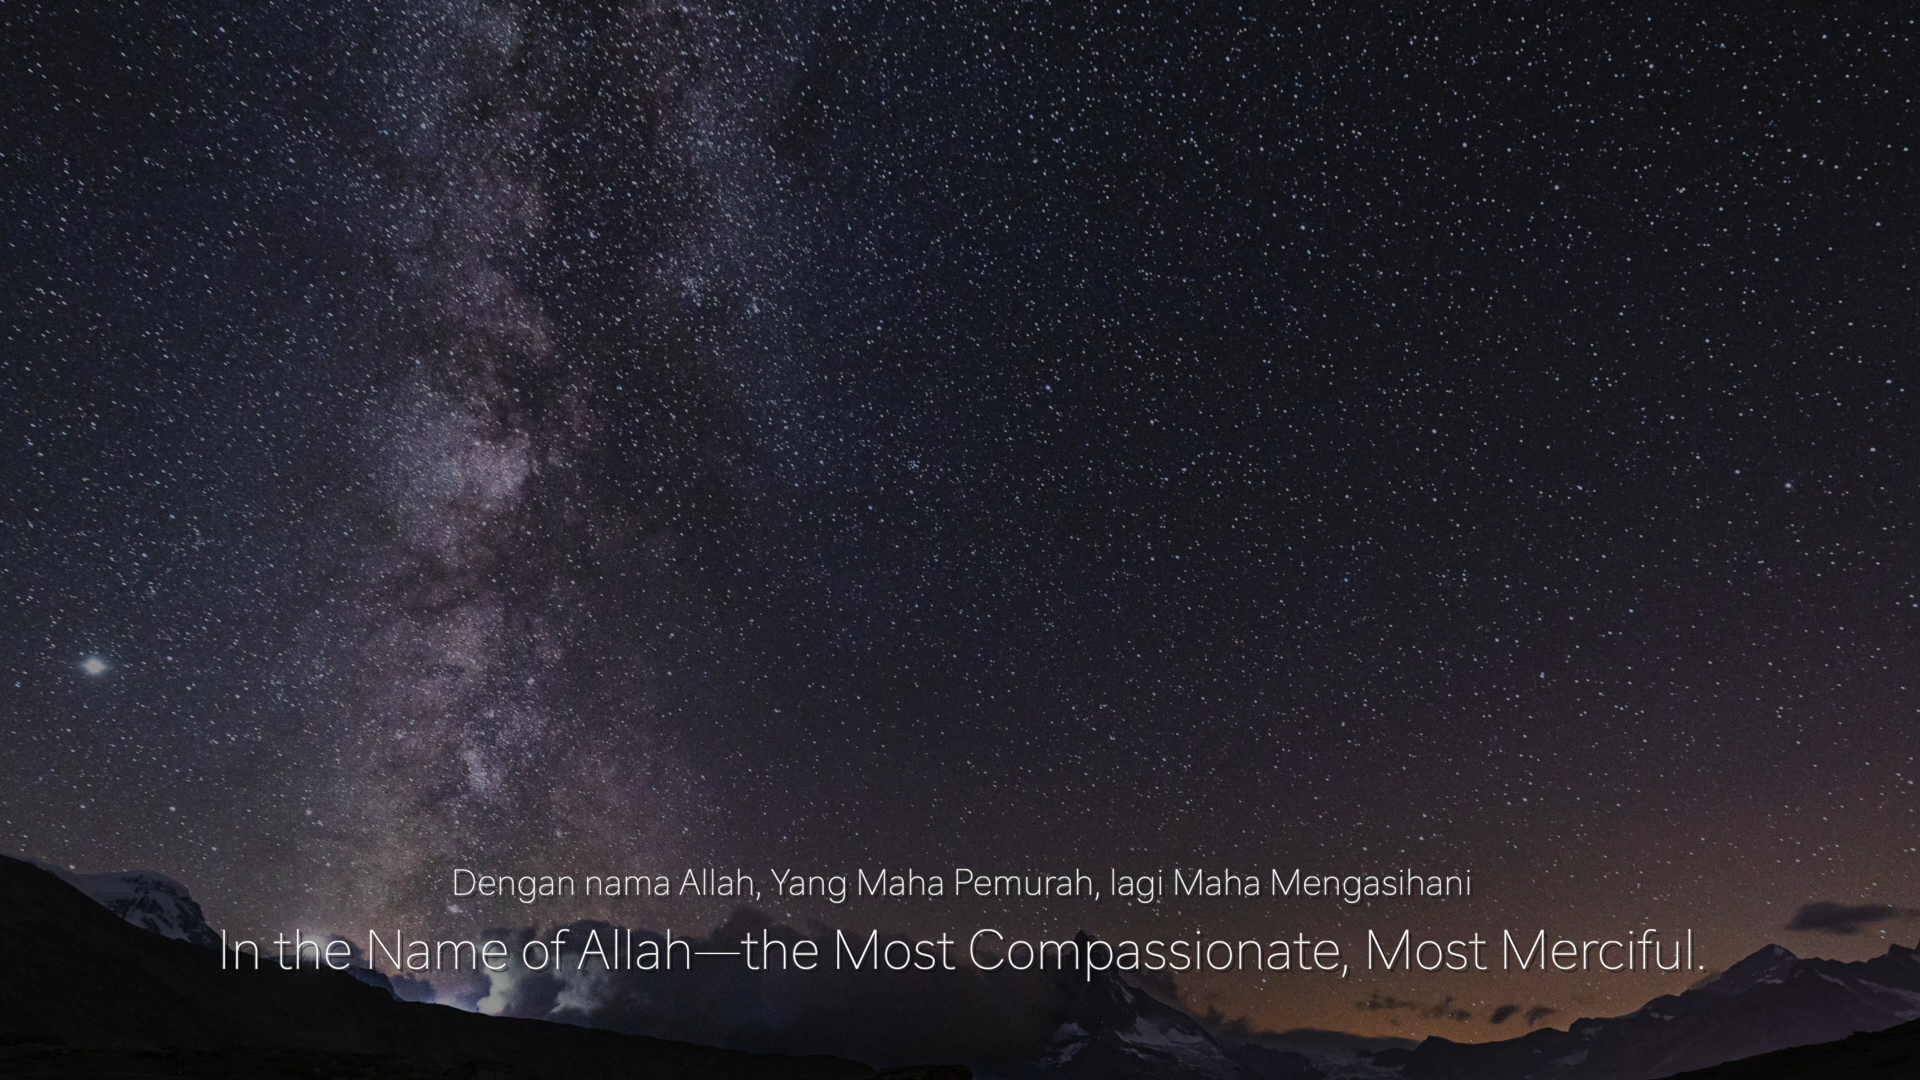 Dengan nama Allah, Yang Maha Pemurah, lagi Maha Mengasihani
In the Name of Allah—the Most Compassionate, Most Merciful.